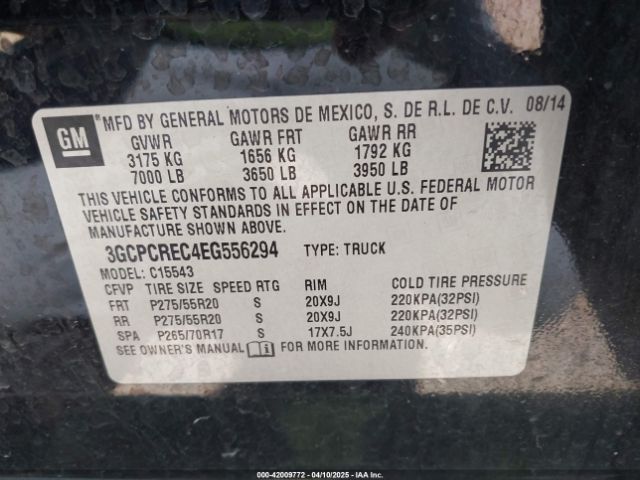 GM
MFD BY GENERAL MOTORS DE MEXICO, S. DE R.L. DE C.V. 08/14
GVWR GAWR FRT GAWR RR
3175 KG 1656 KG 1792 KG
7000 LB 3650 LB 3950 LB
THIS VEHICLE CONFORMS TO ALL APPLICABLE U.S. FEDERAL MOTOR
VEHICLE SAFETY STANDARDS IN EFFECT ON THE DATE OF
MANUFACTURE SHOWN ABOVE.
3GCPCREC4EG556294 TYPE: TRUCK
MODEL: C15543
CFVP TIRE SIZE SPEED RTG RIM COLD TIRE PRESSURE
FRT P275/55R20 S 20X9J 220KPA(32PSI)
RR P275/55R20 S 20X9J 220KPA(32PSI)
SPA P265/70R17 S 17X7.5J 240KPA(35PSI)
SEE OWNER'S MANUAL FOR MORE INFORMATION.
000-42009772 - 04/10/2025 - IAA Inc.